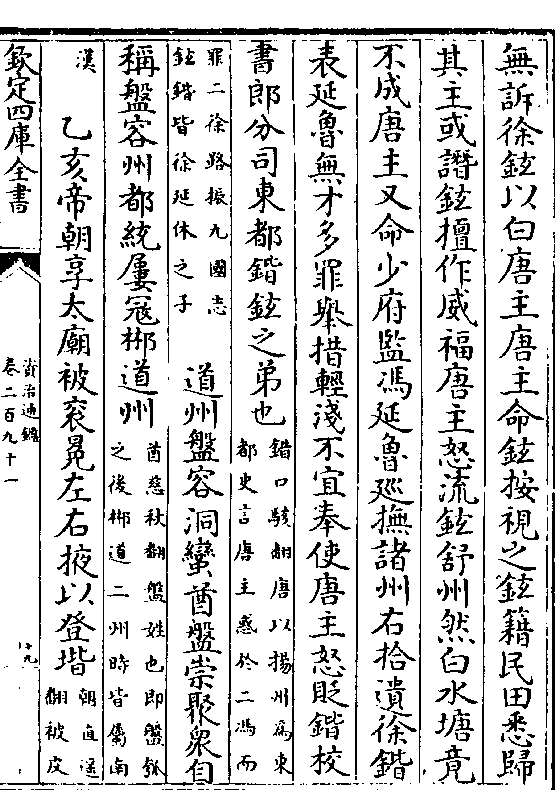 無訴徐鉉以白唐主唐主命鉉按視之鉉籍民田悉歸
其主或譖鉉擅作威福唐主怒流鉉舒州然白水塘竟
不成唐主又命少府監馮延魯廵撫諸州右拾遺徐鍇
表延魯無才多罪舉措輕淺不宜奉使唐主怒貶鍇校
書郎分司東都鍇鉉之弟也
鍇口駭翻唐以揚州為東
都史言唐主惑於二馮而
罪二徐路振九國志
鉉鍇皆徐延休之子
道州盤容洞蠻酋盤崇聚衆自
稱盤容州都統屢寇郴道州
酋慈秋翻盤姓也即盤瓠
之後郴道二州時皆屬南
漢
乙亥帝朝享太廟被衮冕左右掖以登堦
朝直遥
翻被皮
欽定四庫全書
資治通鑑
卷二百九十一
十九